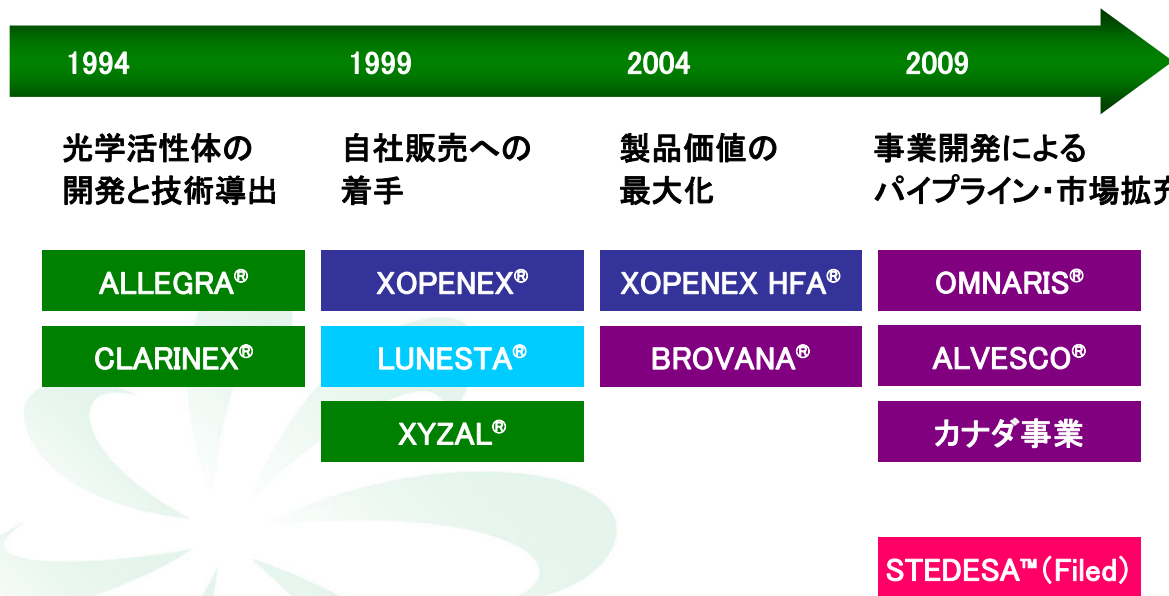 1994
1999
2004
2009
光学活性体の
開発と技術導出
自社販売への
着手
製品価値の
最大化
事業開発による
パイプライン・市場拡充
ALLEGRA®
XOPENEX®
XOPENEX HFA®
OMNARIS®
CLARINEX®
LUNESTA®
BROVANA®
ALVESCO®
XYZAL®
カナダ事業
STEDESA™(Filed)